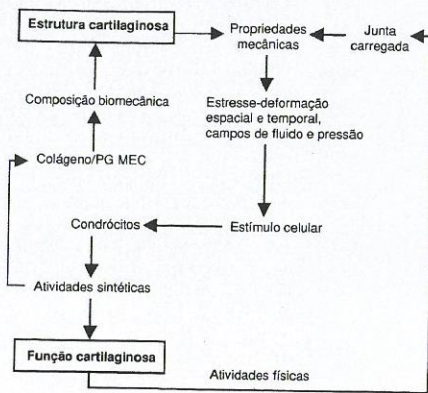 Estrutura cartilaginosa
Propriedades
mecânicas
Junta
carregada
Composição biomecânica
Estresse-deformação
espacial e temporal,
campos de fluido e pressão
Colágeno/PG MEC
Condrócitos
Estímulo celular
Atividades sintéticas
Função cartilaginosa
Atividades físicas